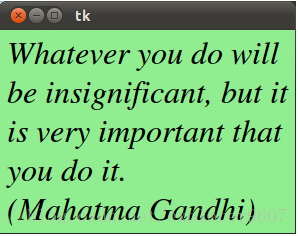 tk
Whatever you do will
be insignificant, but it
is very important that
you do it.
(Mahatma Gandhi)